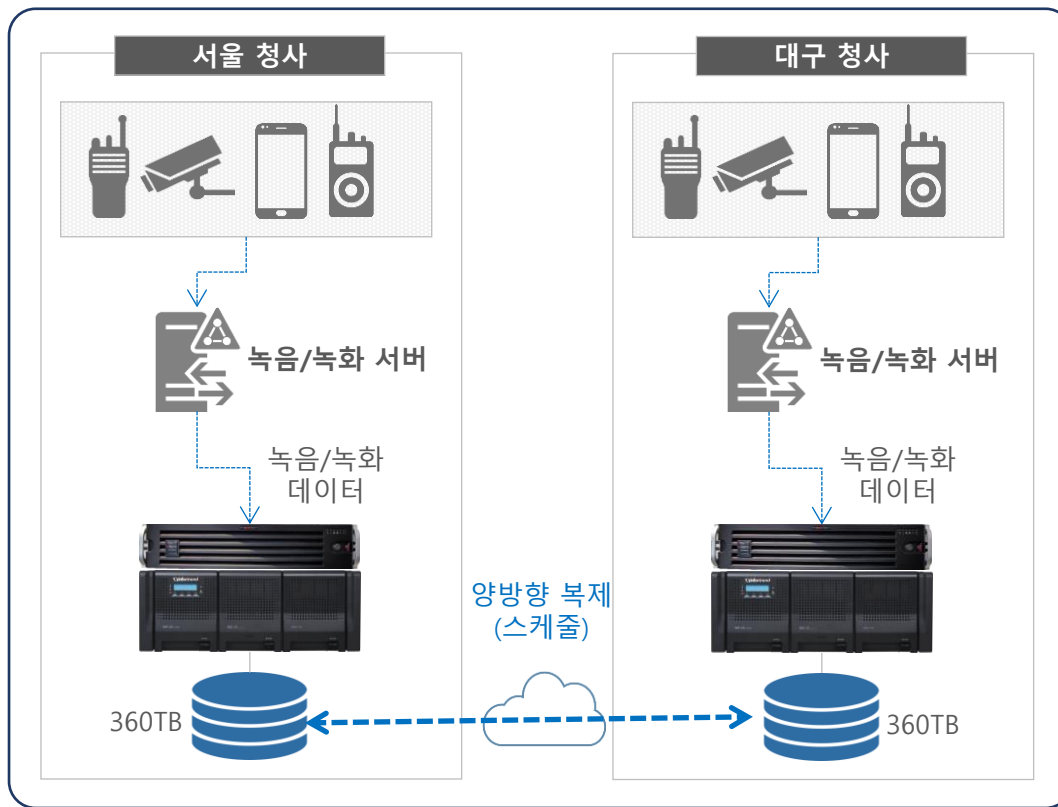 서울 청사
녹음/녹화 서버
녹음/녹화
데이터
360TB
양방향 복제
(스케줄)
대구 청사
녹음/녹화 서버
녹음/녹화
데이터
360TB